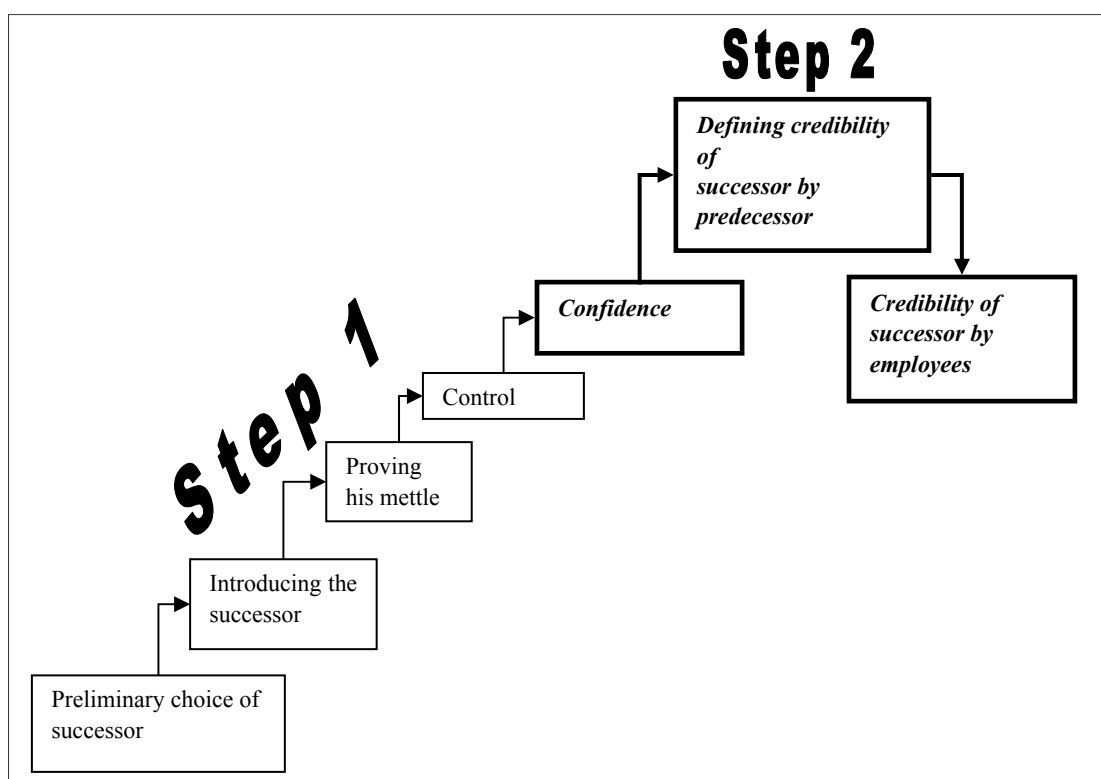 Step 2
Defining credibility
of
successor by
predecessor
Confidence
Credibility of
successor by
employees
Step 1
Control
Proving
his mettle
Introducing the
successor
Preliminary choice of
successor